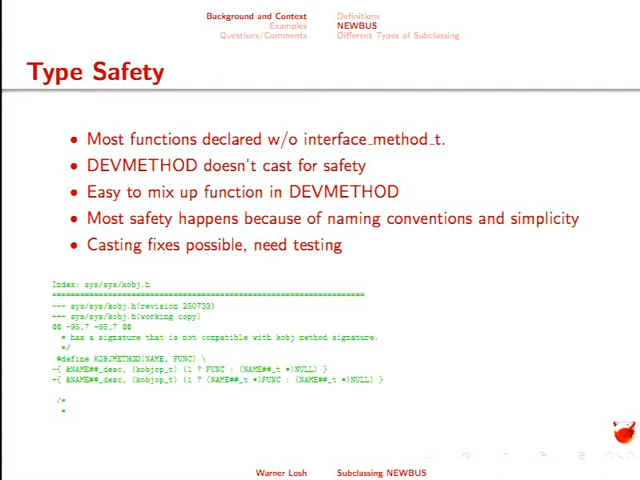 Background and Context
Examples
Questions/Comments
Definitions
NEWBUS
Different Types of Subclassing
Type Safety
• Most functions declared w/o interface_method_t.
• DEVMETHOD doesn't cast for safety
• Easy to mix up function in DEVMETHOD
• Most safety happens because of naming conventions and simplicity
• Casting fixes possible, need testing
Index: sys/sys/kobj.h
===================================================================
--- sys/sys/kobj.h(revision 250733)
+++ sys/sys/kobj.h(working copy)
@@ -95,7 +95,7 @@
* has a signature that is not compatible with kobj method signature.
*/
#define KOBJMETHOD(NAME, FUNC) \
-{ &NAME##_desc, (kobjop_t) (1 ? FUNC : (NAME##_t *)NULL) }
+{ &NAME##_desc, (kobjop_t) (1 ? (NAME##_t *)FUNC : (NAME##_t *)NULL) }
/*
*
Warner Losh
Subclassing NEWBUS